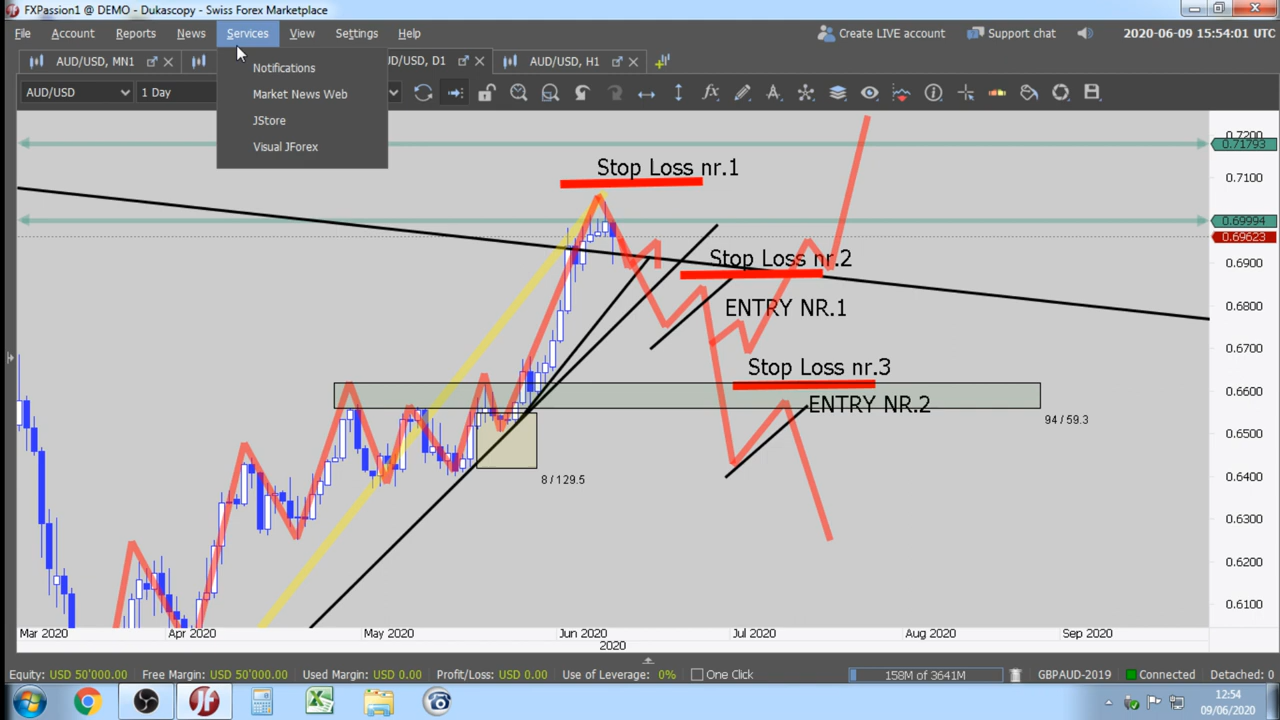 FXPassion1 @ DEMO - Dukascopy - Swiss Forex Marketplace
File Account Reports News Services View Settings Help Create LIVE account Support chat 2020-06-09 15:54:01 UTC
AUD/USD, MN1 UD/USD, D1 AUD/USD, H1
Notifications
Market News Web
JStore
Visual JForex
AUD/USD 1 Day
Stop Loss nr.1
Stop Loss nr.2
ENTRY NR.1
Stop Loss nr.3
ENTRY NR.2
94 / 59.3
8 / 129.5
0.7200
0.71793
0.7100
0.69994
0.69623
0.6900
0.6800
0.6700
0.6600
0.6500
0.6400
0.6300
0.6200
0.6100
Mar 2020 Apr 2020 May 2020 Jun 2020 Jul 2020 Aug 2020 Sep 2020
2020
Equity: USD 50'000.00 Free Margin: USD 50'000.00 Used Margin: USD 0.00 Profit/Loss: USD 0.00 Use of Leverage: 0% One Click 158M of 3641M GBPAUD-2019 Connected Detached: 0
12:54
09/06/2020